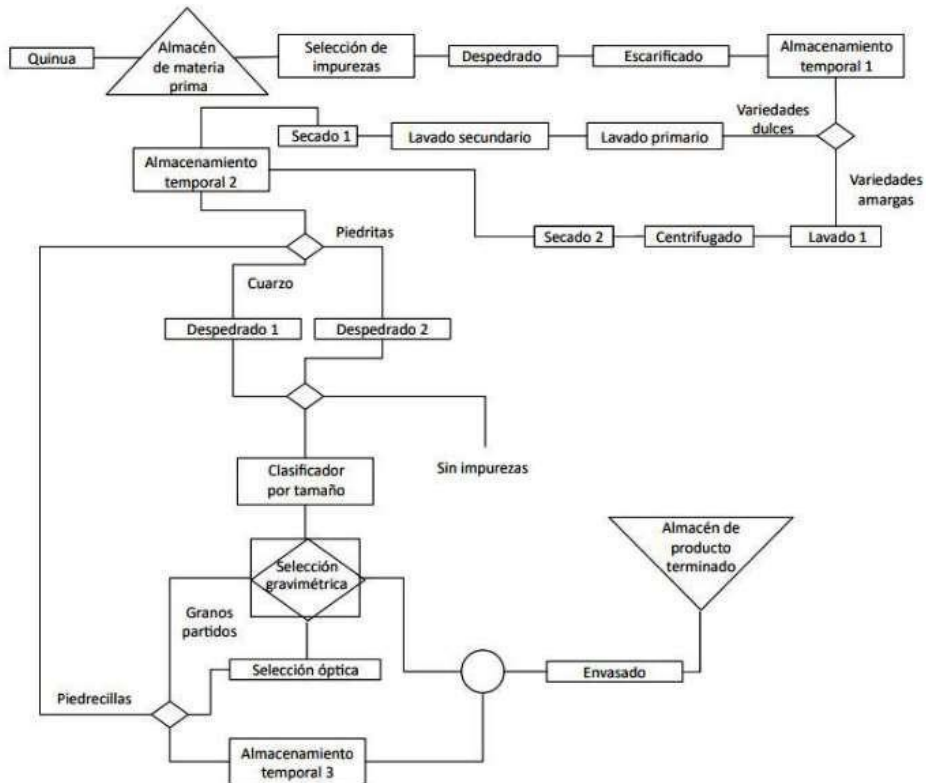 Quinua
Almacén
de materia
prima
Selección de
impurezas
Despedrado
Escarificado
Almacenamiento
temporal 1
Variedades
dulces
Lavado primario
Lavado secundario
Secado 1
Almacenamiento
temporal 2
Variedades
amargas
Lavado 1
Centrifugado
Secado 2
Piedritas
Cuarzo
Despedrado 1
Despedrado 2
Sin impurezas
Clasificador
por tamaño
Selección
gravimétrica
Granos
partidos
Selección óptica
Piedrecillas
Almacenamiento
temporal 3
Envasado
Almacén de
producto
terminado